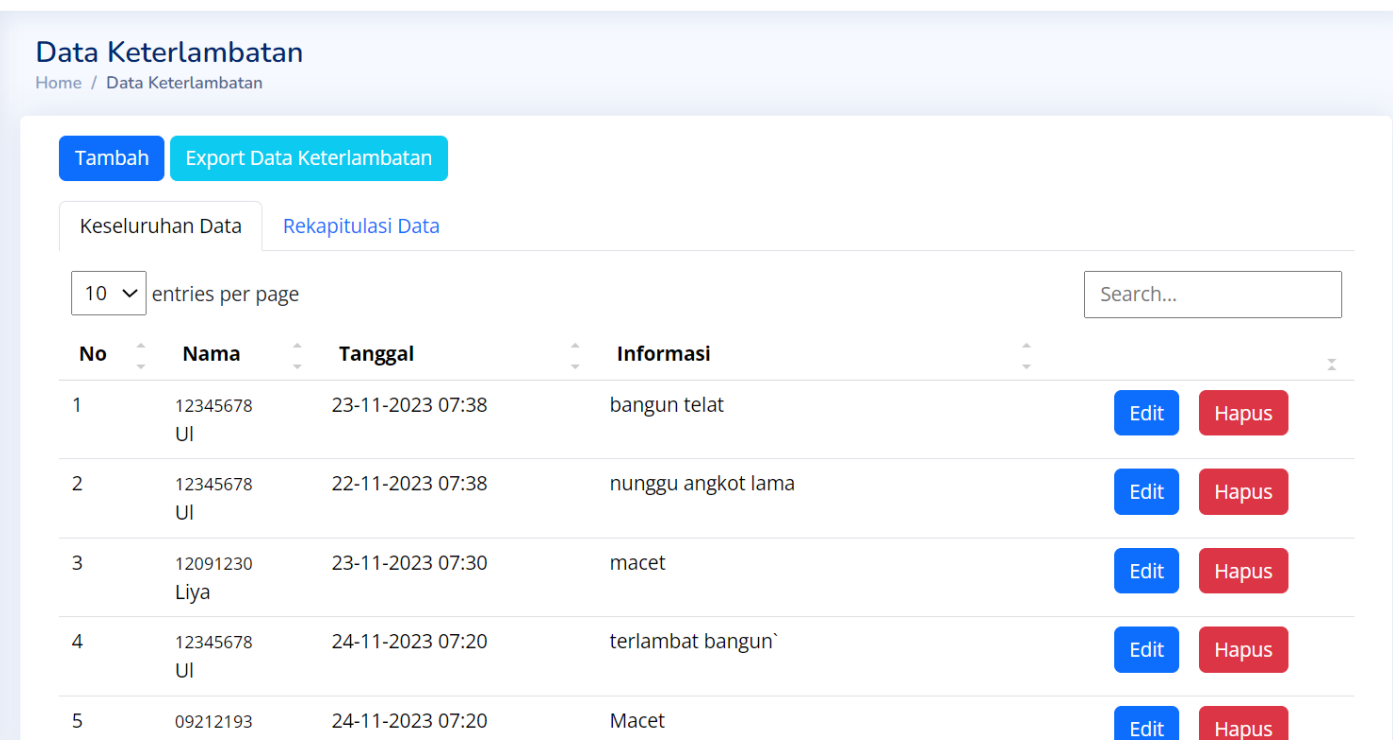 Data Keterlambatan
Home / Data Keterlambatan
Tambah Export Data Keterlambatan
Keseluruhan Data Rekapitulasi Data
10 entries per page Search...
No Nama Tanggal Informasi
1 12345678 23-11-2023 07:38 bangun telat Edit Hapus
Ul
2 12345678 22-11-2023 07:38 nunggu angkot lama Edit Hapus
Ul
3 12091230 23-11-2023 07:30 macet Edit Hapus
Liya
4 12345678 24-11-2023 07:20 terlambat bangun` Edit Hapus
Ul
5 09212193 24-11-2023 07:20 Macet Edit Hapus